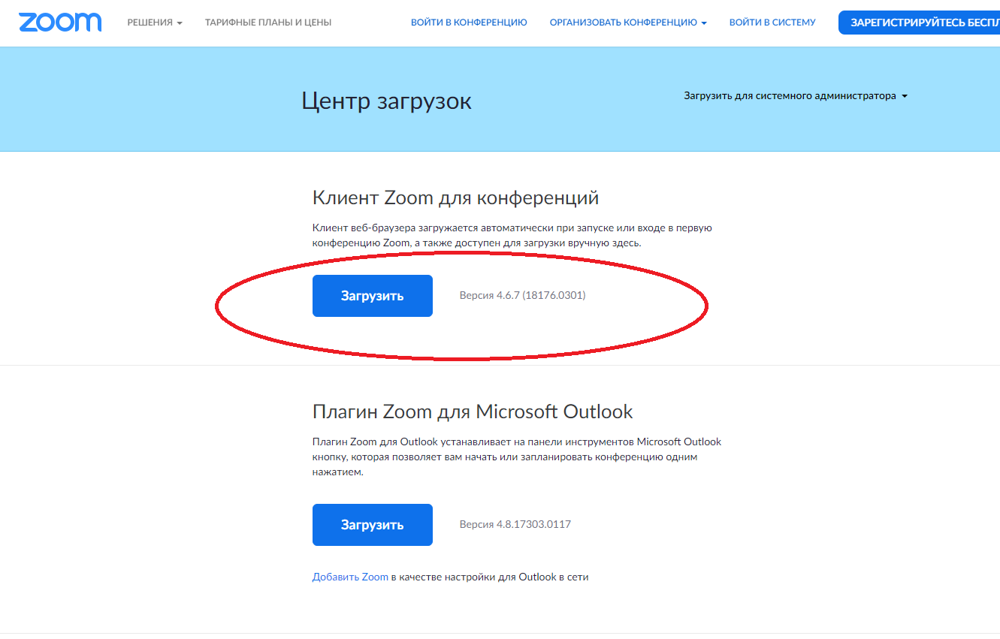 zoom
РЕШЕНИЯ
ТАРИФНЫЕ ПЛАНЫ И ЦЕНЫ
ВОЙТИ В КОНФЕРЕНЦИЮ
ОРГАНИЗОВАТЬ КОНФЕРЕНЦИЮ
ВОЙТИ В СИСТЕМУ
ЗАРЕГИСТРИРУЙТЕСЬ БЕСПЛ
Центр загрузок
Загрузить для системного администратора
Клиент Zoom для конференций
Клиент веб-браузера загружается автоматически при запуске или входе в первую
конференцию Zoom, а также доступен для загрузки вручную здесь.
Загрузить
Версия 4.6.7 (18176.0301)
Плагин Zoom для Microsoft Outlook
Плагин Zoom для Outlook устанавливает на панели инструментов Microsoft Outlook
кнопку, которая позволяет вам начать или запланировать конференцию одним
нажатием.
Загрузить
Версия 4.8.17303.0117
Добавить Zoom в качестве настройки для Outlook в сети